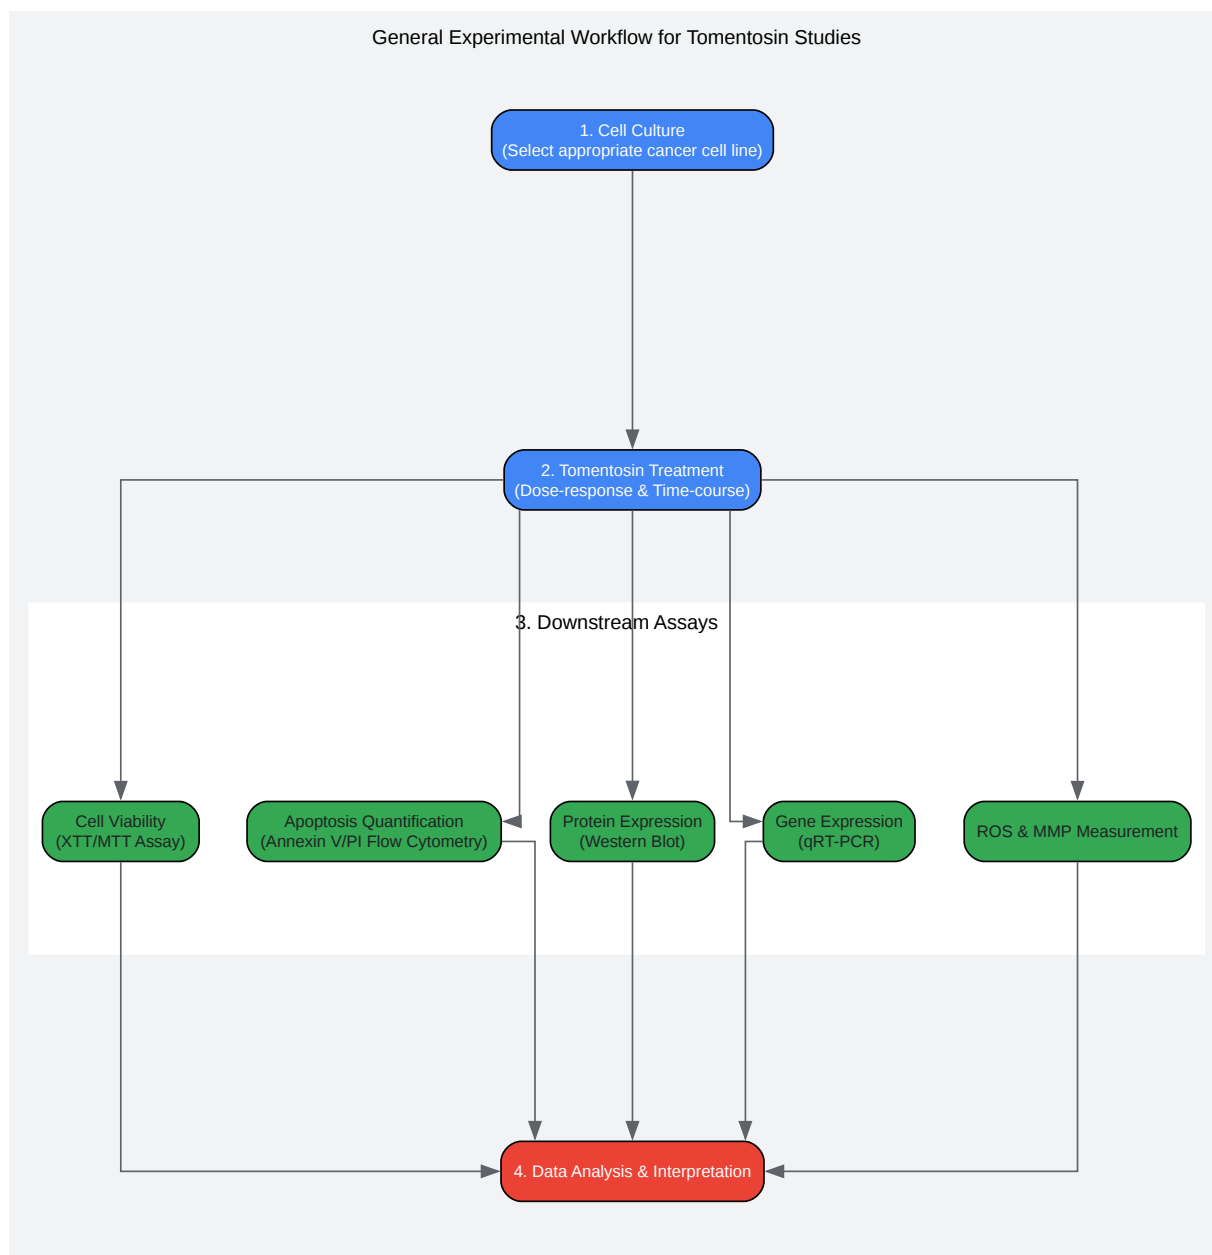 General Experimental Workflow for Tomentosin Studies
1. Cell Culture
(Select appropriate cancer cell line)
2. Tomentosin Treatment
(Dose-response & Time-course)
3. Downstream Assays
Cell Viability
(XTT/MTT Assay)
Apoptosis Quantification
(Annexin V/PI Flow Cytometry)
Protein Expression
(Western Blot)
Gene Expression
(qRT-PCR)
ROS & MMP Measurement
4. Data Analysis & Interpretation